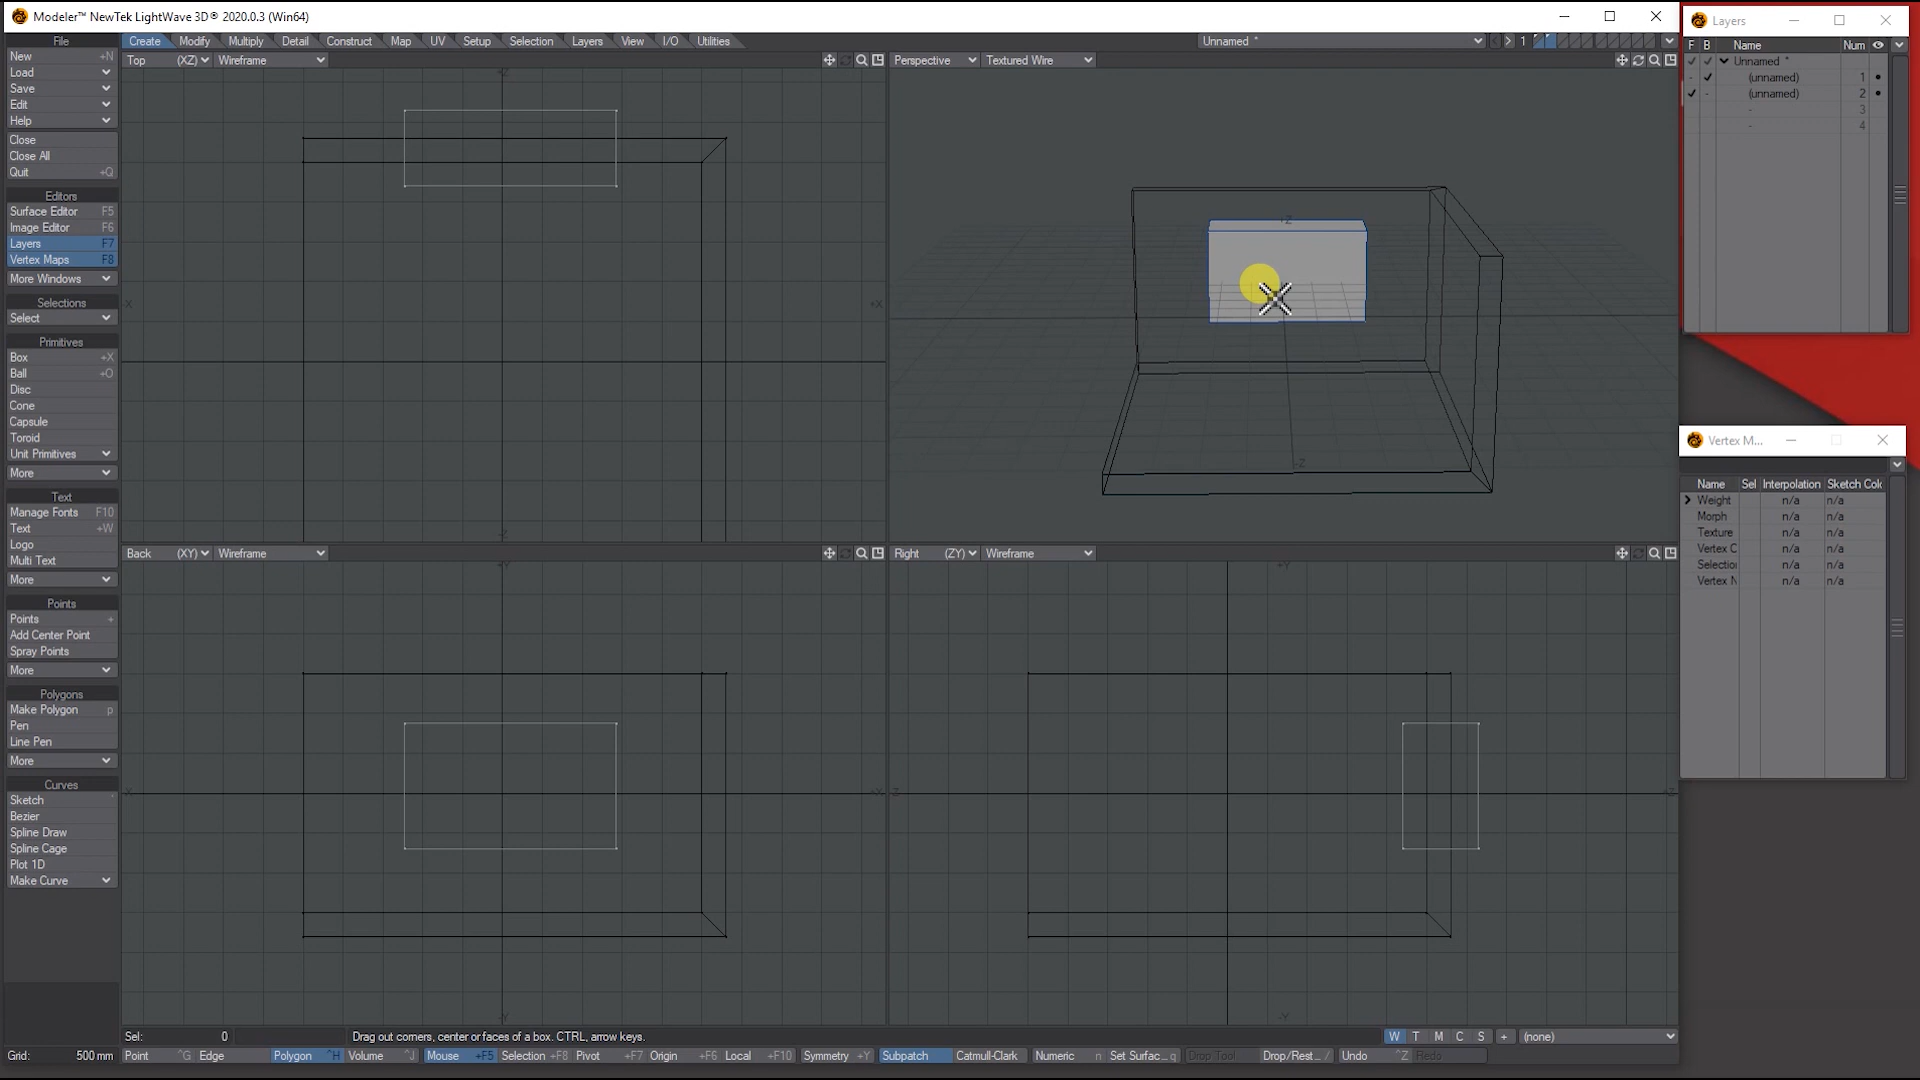 Modeler™ NewTek LightWave 3D® 2020.0.3 (Win64)
Layers
File
Create Modify Multiply Detail Construct Map UV Setup Selection Layers View I/O Utilities
Unnamed *
1
F B Name Num
New +N
Top (XZ) Wireframe
Perspective Textured Wire
Unnamed *
Load
(unnamed) 1
Save
(unnamed) 2
Edit
3
Help
4
Close
Close All
Quit +Q
Editors
Surface Editor F5
Image Editor F6
Layers F7
Vertex Maps F8
More Windows
Selections
Select
Primitives
Box +X
Ball +O
Disc
Cone
Capsule
Toroid
Unit Primitives
More
Text
Manage Fonts F10
Text +W
Logo
Multi Text
More
Vertex M...
Name Sel Interpolation Sketch Colo
Weight n/a n/a
Morph n/a n/a
Texture n/a n/a
Vertex C n/a n/a
Selection n/a n/a
Vertex N n/a n/a
Back (XY) Wireframe
Right (ZY) Wireframe
Points
Points +
Add Center Point
Spray Points
More
Polygons
Make Polygon p
Pen
Line Pen
More
Curves
Sketch
Bezier
Spline Draw
Spline Cage
Plot 1D
Make Curve
Sel: 0
Drag out corners, center or faces of a box. CTRL, arrow keys.
W T M C S + (none)
Grid: 500 mm
Point ^G Edge Polygon ^H Volume ^J Mouse +F5 Selection +F8 Pivot +F7 Origin +F6 Local +F10 Symmetry +Y Subpatch Catmull-Clark Numeric n Set Surfac... q Drop Tool Drop/Rest... / Undo ^Z Redo